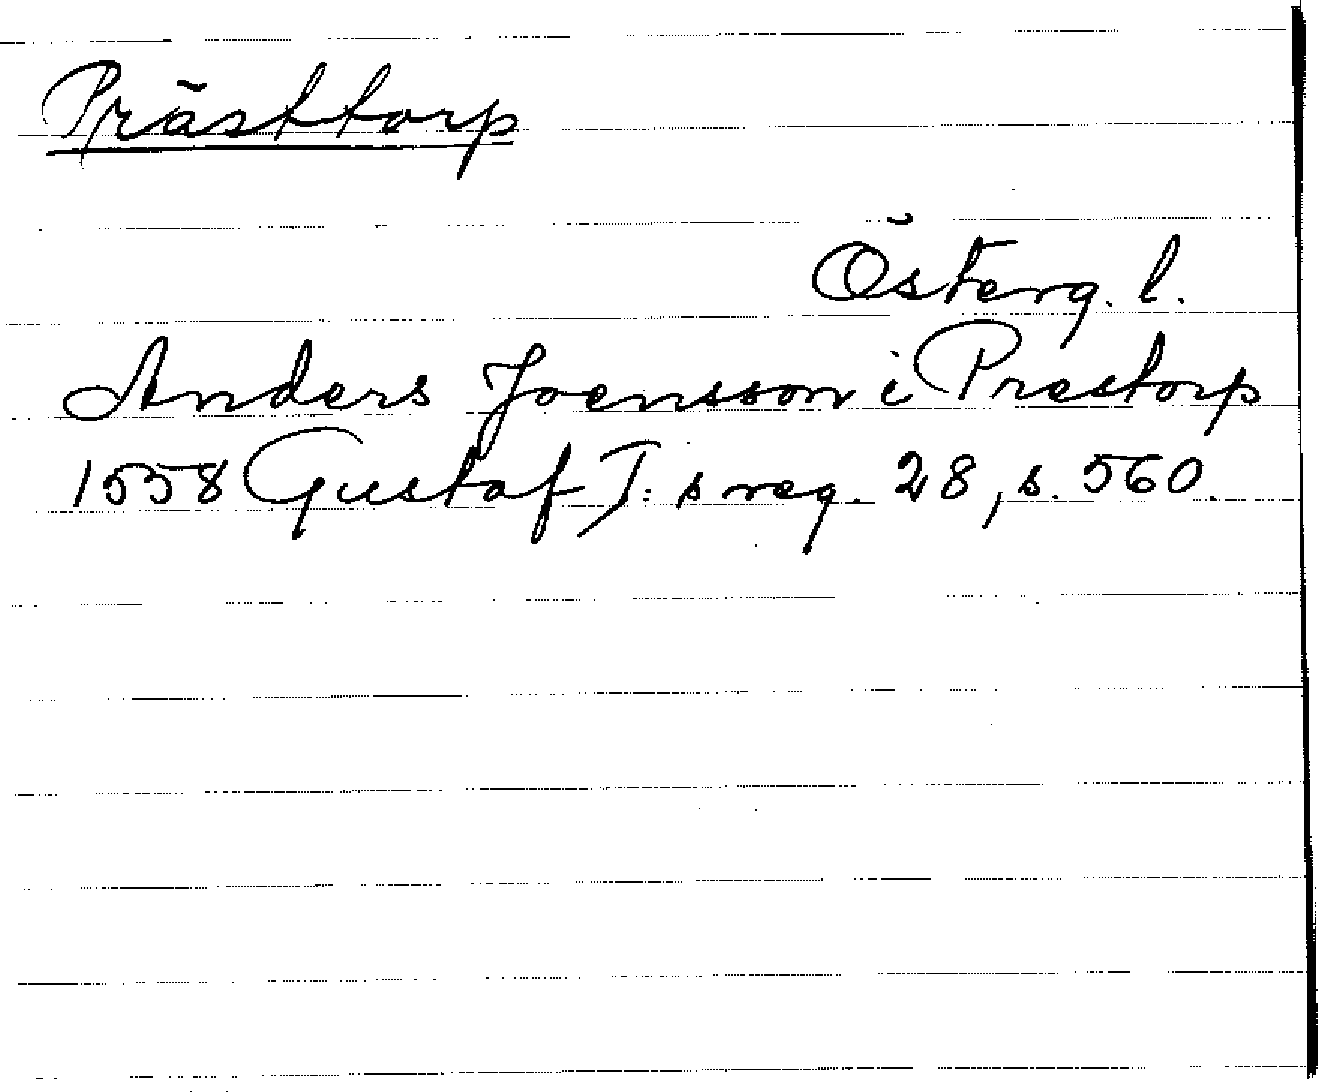 Prästtorp
Österg. l.
Anders Joensson i Prestorp
1558 Gustaf I: s reg. 28, s. 560.